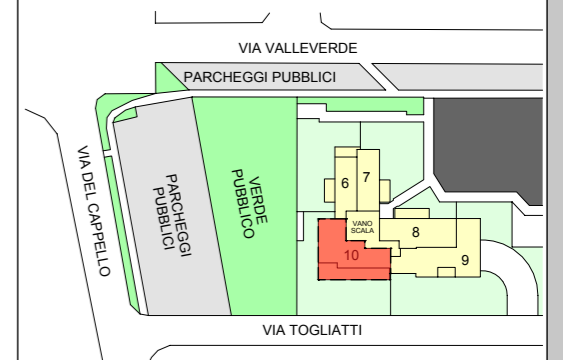 VIA VALLEVERDE
PARCHEGGI PUBBLICI
VIA DEL CAPPELLO
PARCHEGGI
PUBBLICI
VERDE
PUBBLICO
6
7
VANO
SCALA
8
9
10
VIA TOGLIATTI